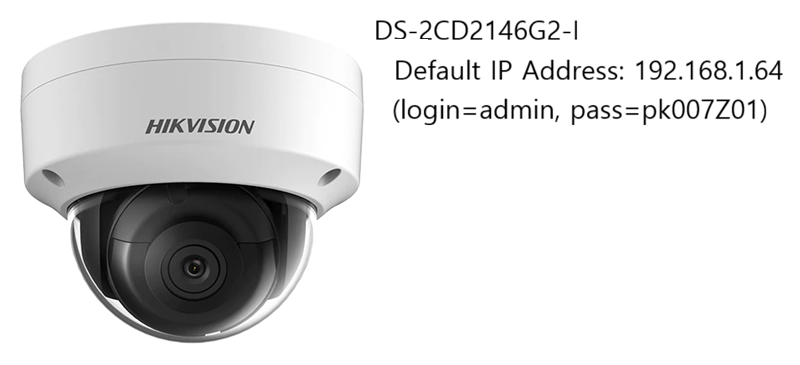 DS-2CD2146G2-I
Default IP Address: 192.168.1.64
(login=admin, pass=pk007Z01)
HIKVISION